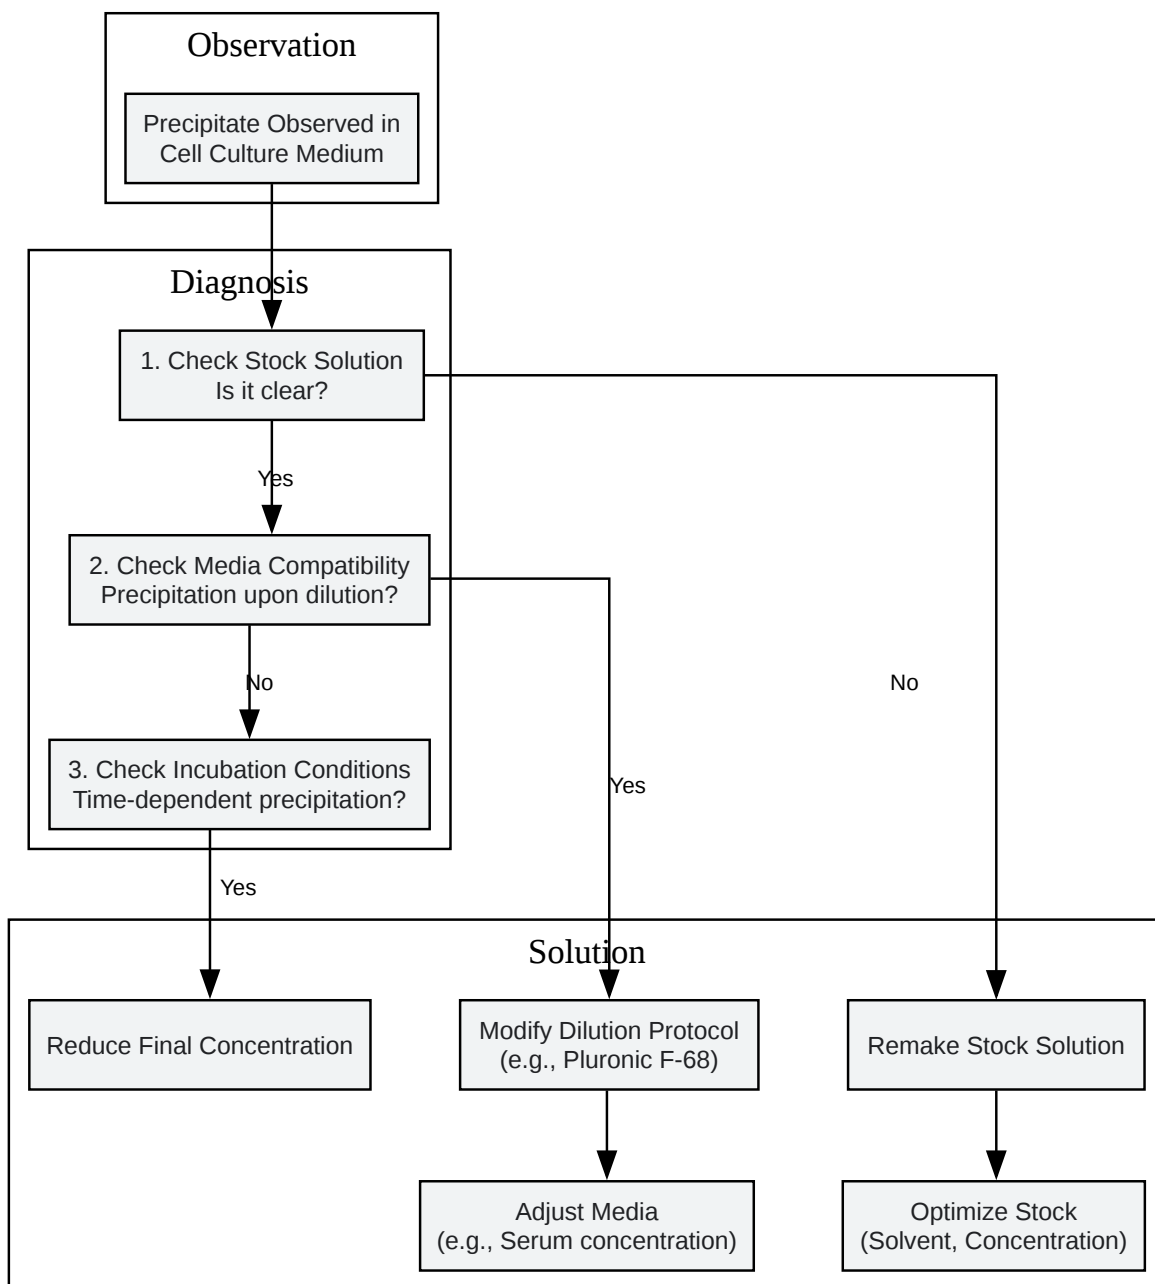 Observation
Precipitate Observed in
Cell Culture Medium
Diagnosis
1. Check Stock Solution
Is it clear?
Yes
2. Check Media Compatibility
Precipitation upon dilution?
No
No
3. Check Incubation Conditions
Time-dependent precipitation?
Yes
Yes
Solution
Reduce Final Concentration
Modify Dilution Protocol
(e.g., Pluronic F-68)
Remake Stock Solution
Adjust Media
(e.g., Serum concentration)
Optimize Stock
(Solvent, Concentration)